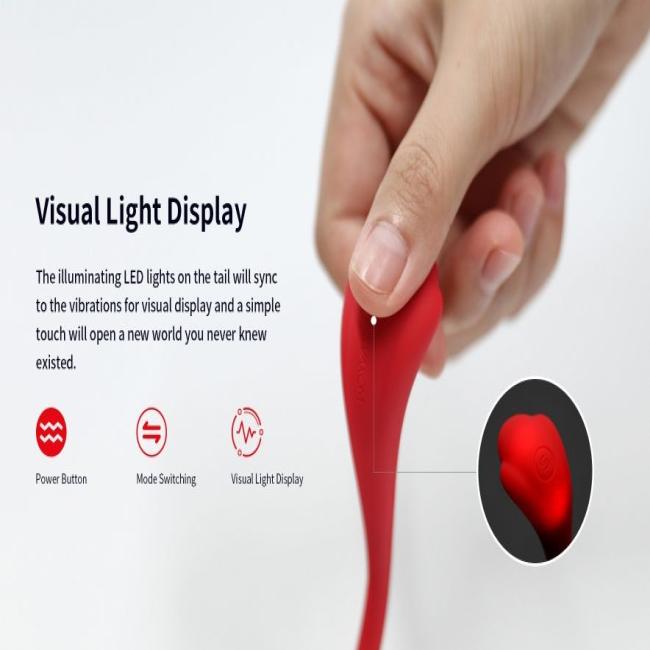 Visual Light Display
The illuminating LED lights on the tail will sync
to the vibrations for visual display and a simple
touch will open a new world you never knew
existed.
Power Button
Mode Switching
Visual Light Display